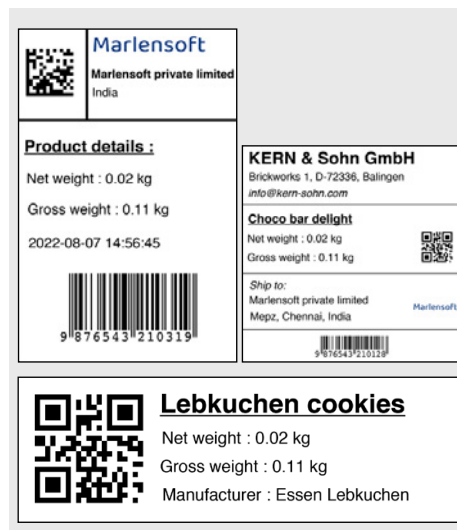 Marlensoft
Marlensoft private limited
India
Product details :
Net weight : 0.02 kg
Gross weight : 0.11 kg
2022-08-07 14:56:45
9 876543 210319
KERN & Sohn GmbH
Brickworks 1, D-72336, Balingen
info@kern-sohn.com
Choco bar delight
Net weight : 0.02 kg
Gross weight : 0.11 kg
Ship to:
Marlensoft private limited
Mepz, Chennai, India
Marlensoft
9 876543 210128
Lebkuchen cookies
Net weight : 0.02 kg
Gross weight : 0.11 kg
Manufacturer : Essen Lebkuchen